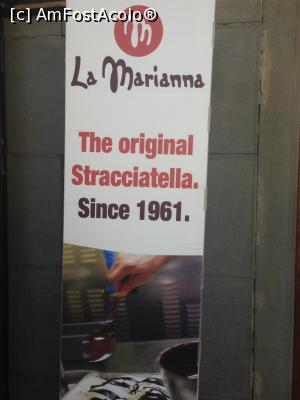 [c] AmFostAcolo®
m
La Marianna
The original
Stracciatella.
Since 1961.